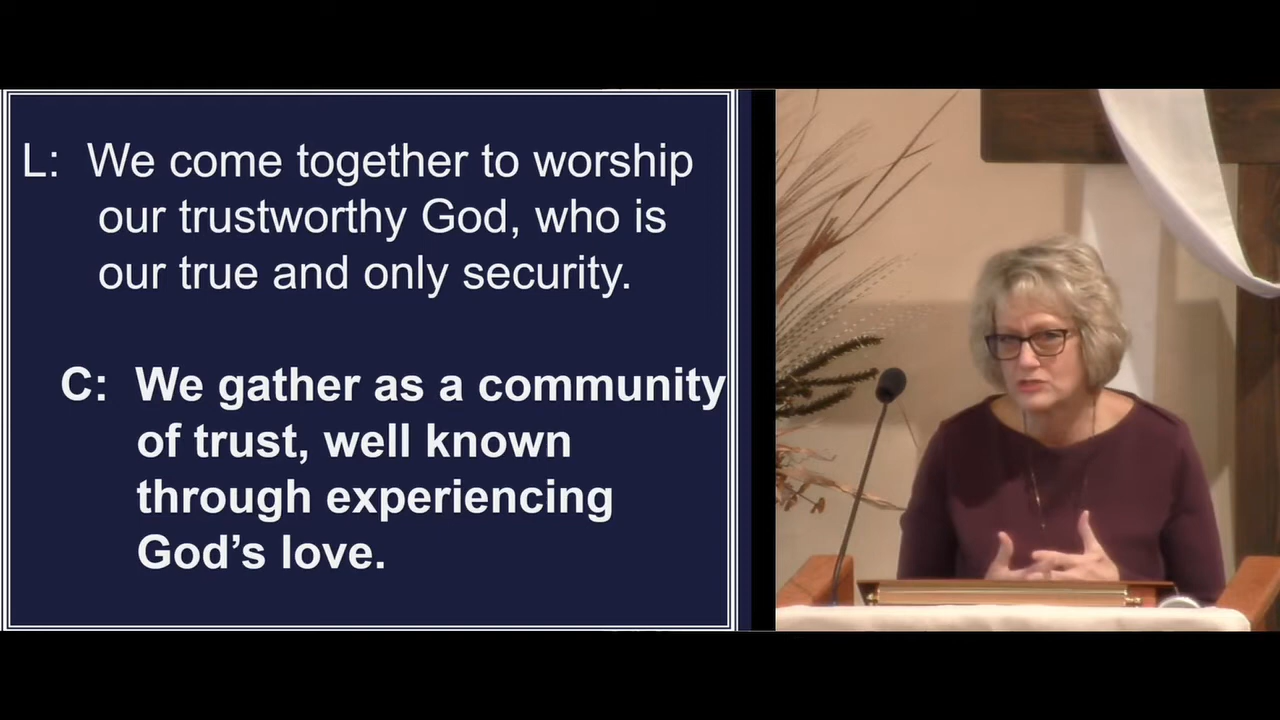 L: We come together to worship
our trustworthy God, who is
our true and only security.
C: We gather as a community
of trust, well known
through experiencing
God’s love.